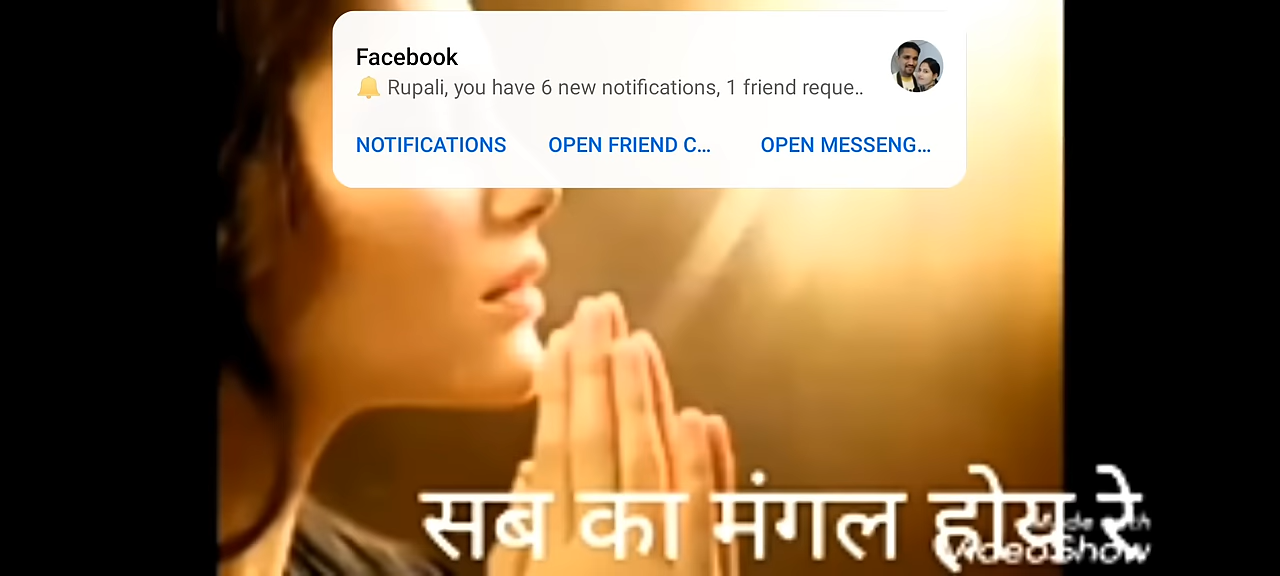 Facebook
🔔 Rupali, you have 6 new notifications, 1 friend reque..
NOTIFICATIONS OPEN FRIEND C... OPEN MESSENG...
सब का मंगल होय रे
Made with
VideoShow